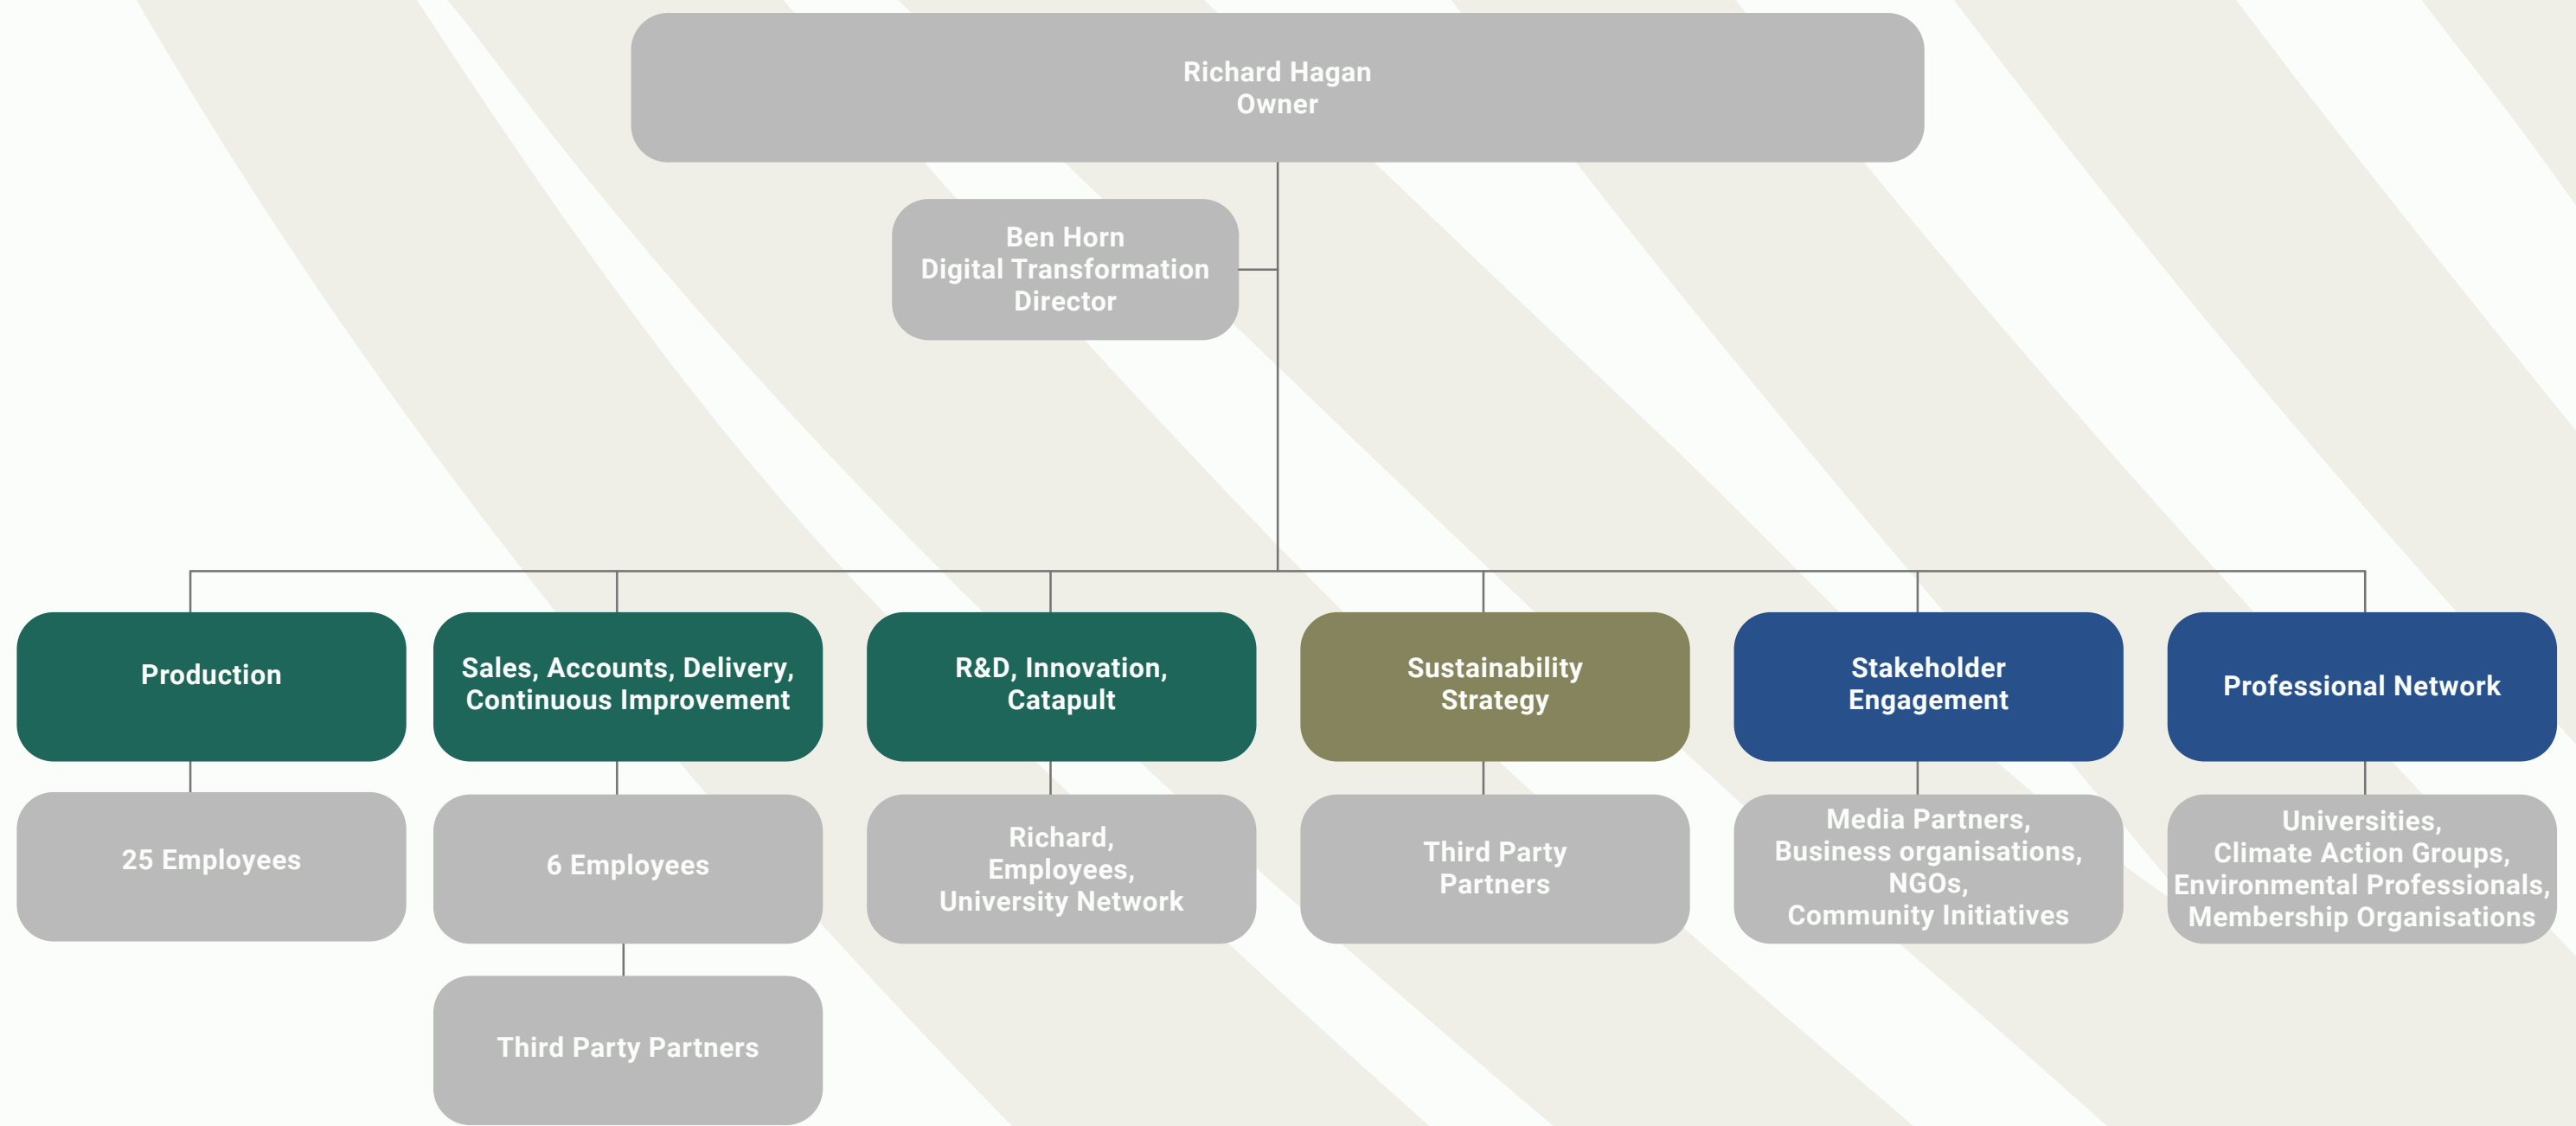 Richard Hagan
Owner
Ben Horn
Digital Transformation
Director
Production
Sales, Accounts, Delivery,
Continuous Improvement
R&D, Innovation,
Catapult
Sustainability
Strategy
Stakeholder
Engagement
Professional Network
25 Employees
6 Employees
Richard,
Employees,
University Network
Third Party
Partners
Media Partners,
Business organisations,
NGOs,
Community Initiatives
Universities,
Climate Action Groups,
Environmental Professionals,
Membership Organisations
Third Party Partners